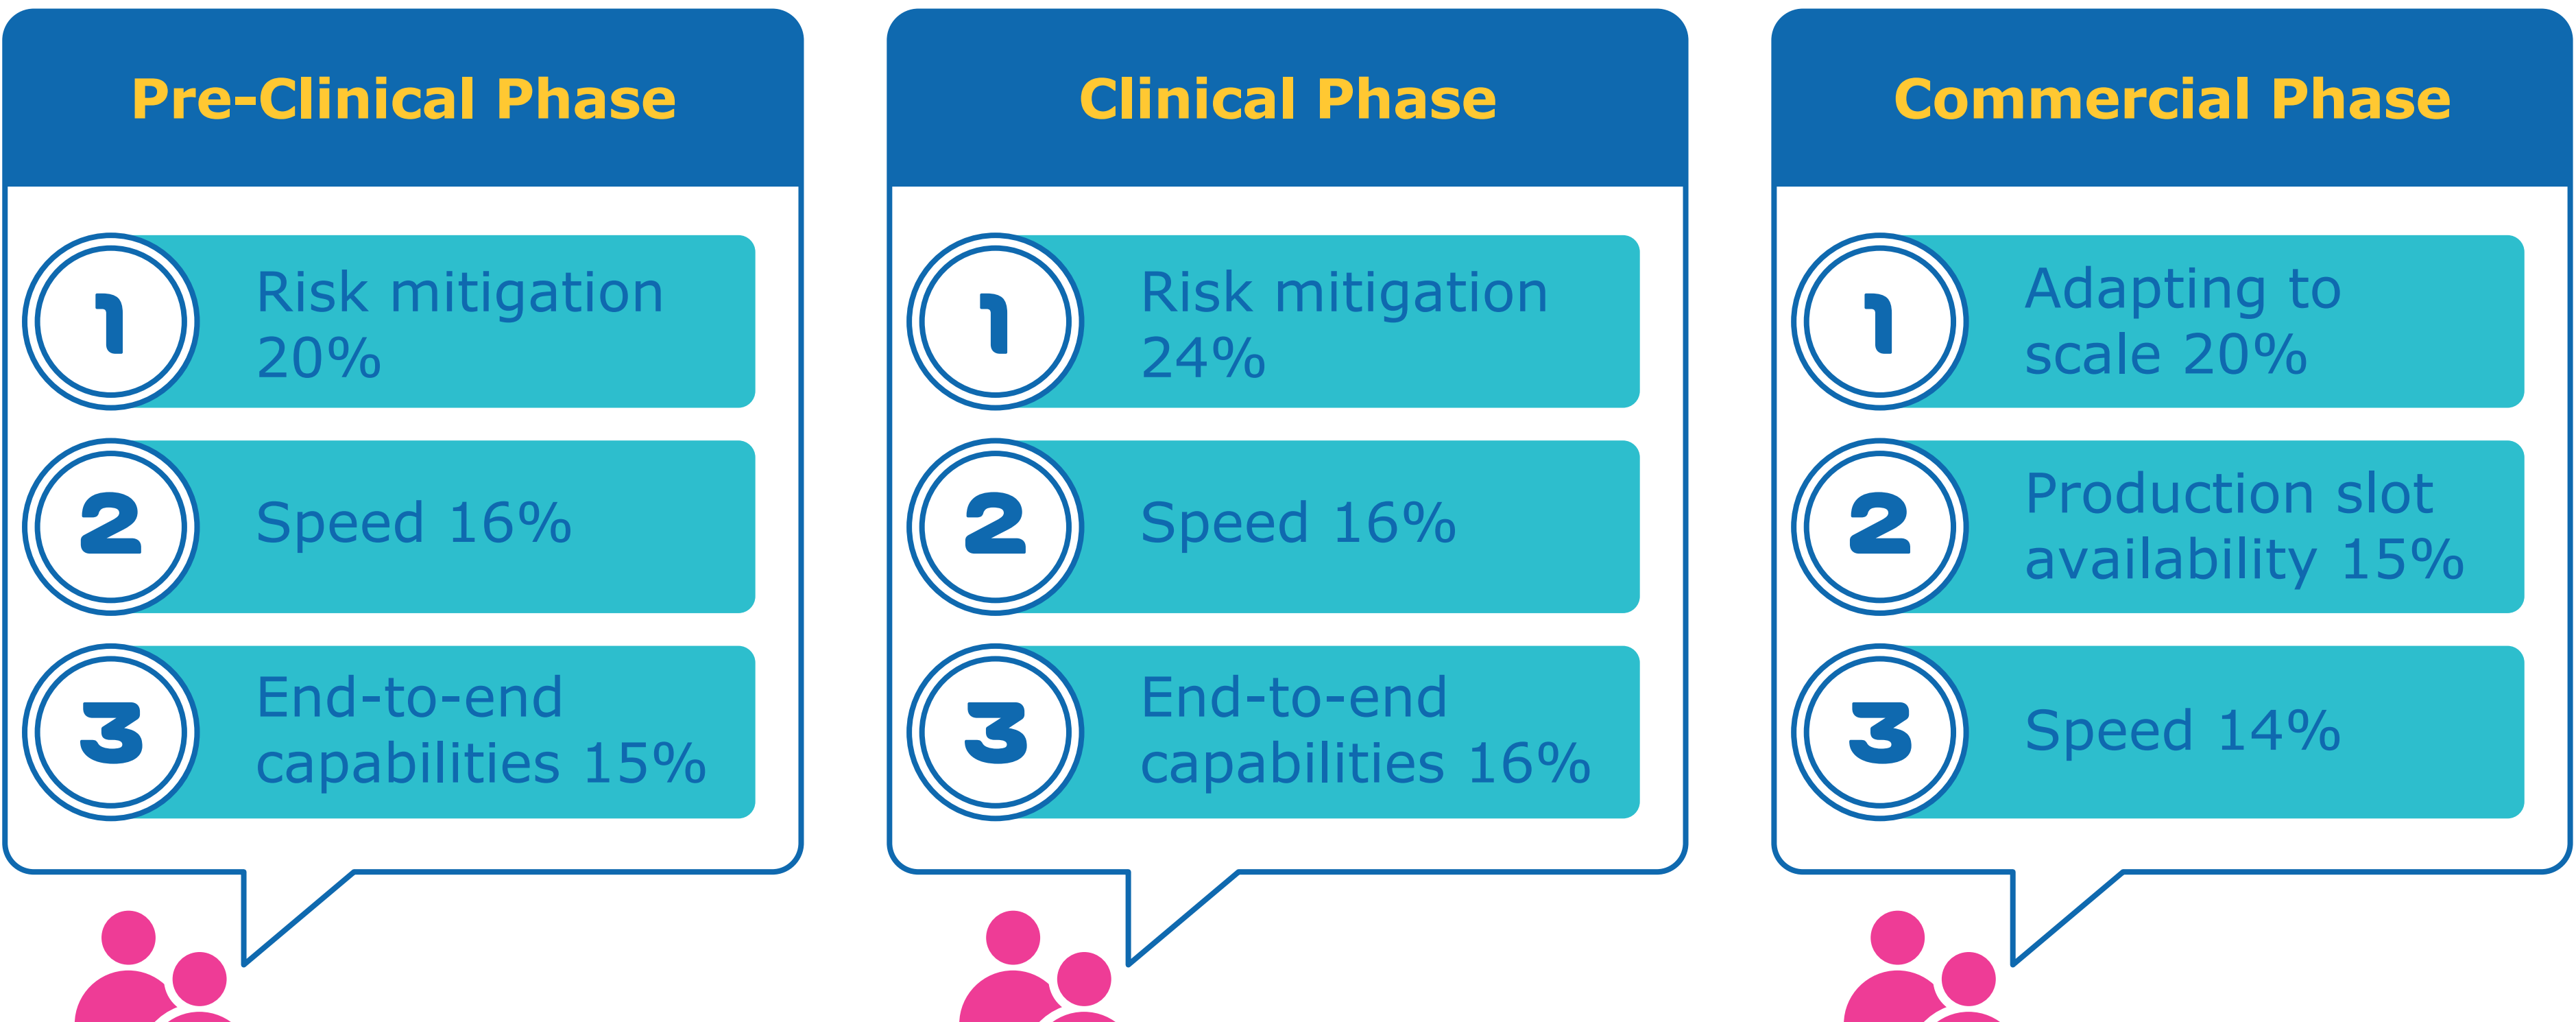 Pre-Clinical Phase
1
Risk mitigation
20%
2
Speed 16%
3
End-to-end
capabilities 15%
Clinical Phase
1
Risk mitigation
24%
2
Speed 16%
3
End-to-end
capabilities 16%
Commercial Phase
1
Adapting to
scale 20%
2
Production slot
availability 15%
3
Speed 14%